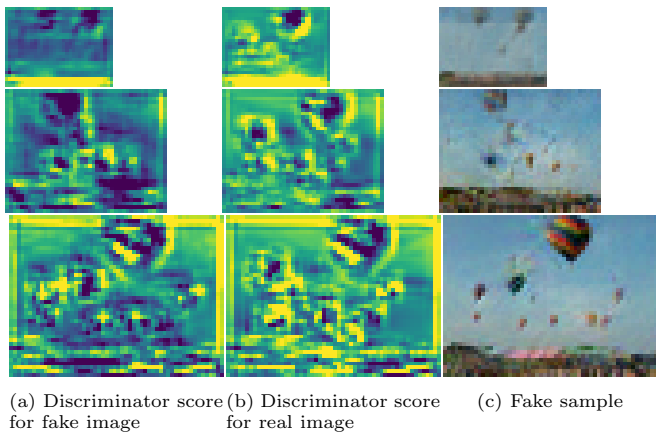 (a) Discriminator score
for fake image
(b) Discriminator score
for real image
(c) Fake sample